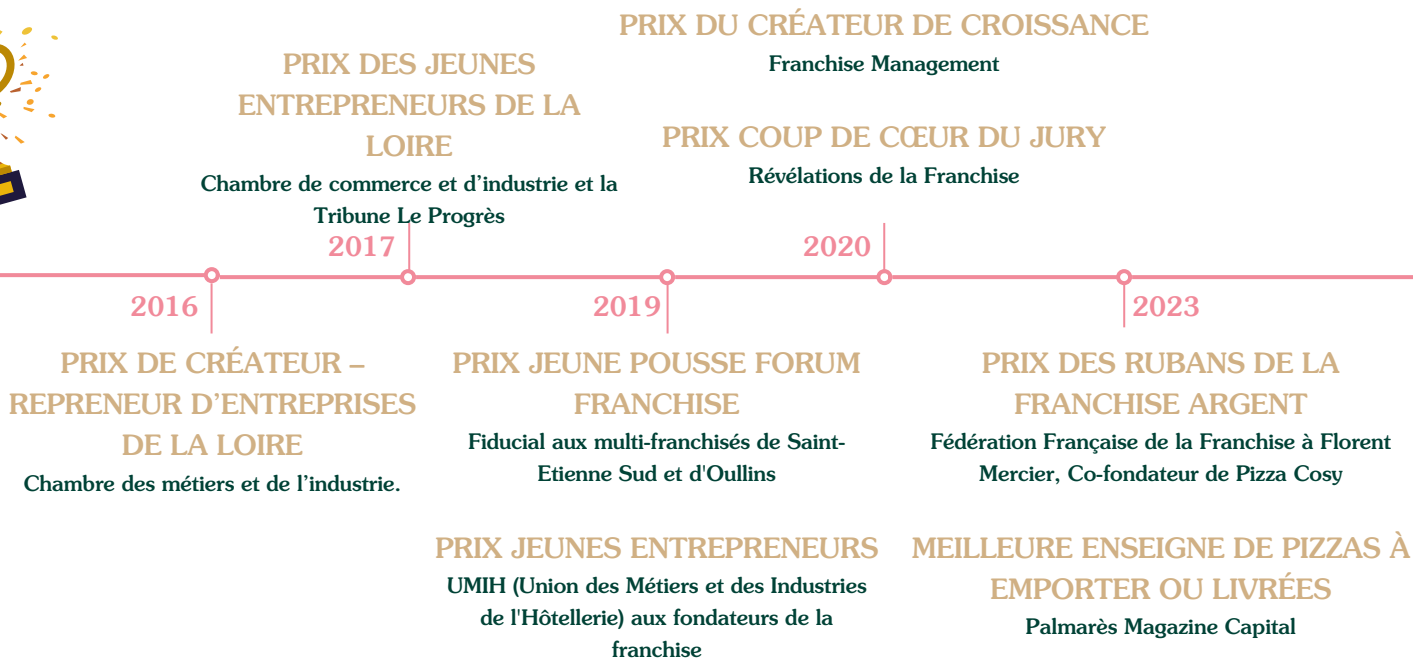 PRIX DES JEUNES
ENTREPRENEURS DE LA
LOIRE
Chambre de commerce et d’industrie et la
Tribune Le Progrès
2017
PRIX DU CRÉATEUR DE CROISSANCE
Franchise Management
PRIX COUP DE CŒUR DU JURY
Révélations de la Franchise
2020
2016
PRIX DE CRÉATEUR –
REPRENEUR D’ENTREPRISES
DE LA LOIRE
Chambre des métiers et de l’industrie.
2019
PRIX JEUNE POUSSE FORUM
FRANCHISE
Fiducial aux multi-franchisés de Saint-
Etienne Sud et d'Oullins
PRIX JEUNES ENTREPRENEURS
UMIH (Union des Métiers et des Industries
de l'Hôtellerie) aux fondateurs de la
franchise
2023
PRIX DES RUBANS DE LA
FRANCHISE ARGENT
Fédération Française de la Franchise à Florent
Mercier, Co-fondateur de Pizza Cosy
MEILLEURE ENSEIGNE DE PIZZAS À
EMPORTER OU LIVRÉES
Palmarès Magazine Capital